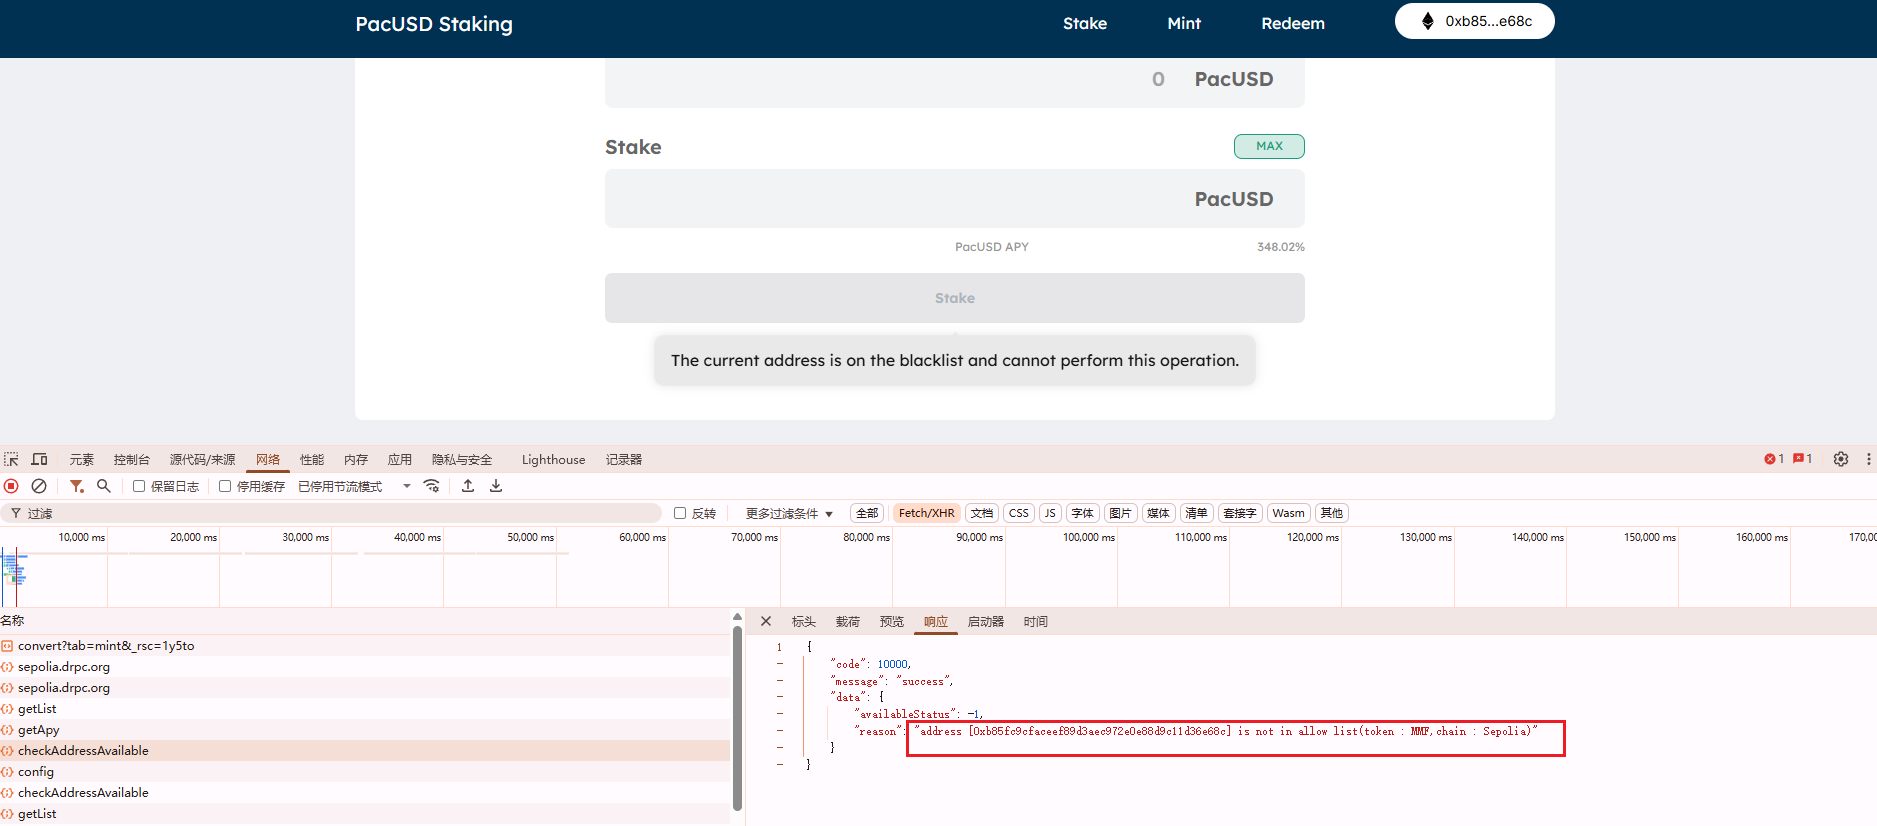 PacUSD Staking
Stake
Mint
Redeem
0xb85...e68c
0 PacUSD
Stake
MAX
PacUSD
PacUSD APY
348.02%
Stake
The current address is on the blacklist and cannot perform this operation.
元素 控制台 源代码/来源 网络 性能 内存 应用 隐私与安全 Lighthouse 记录器
1 1
保留日志 停用缓存 已停用节流模式
过滤 反转 更多过滤条件 全部 Fetch/XHR 文档 CSS JS 字体 图片 媒体 清单 套接字 Wasm 其他
10,000 ms 20,000 ms 30,000 ms 40,000 ms 50,000 ms 60,000 ms 70,000 ms 80,000 ms 90,000 ms 100,000 ms 110,000 ms 120,000 ms 130,000 ms 140,000 ms 150,000 ms 160,000 ms 170,0
名称
convert?tab=mint&_rsc=1y5to
sepolia.drpc.org
sepolia.drpc.org
getList
getApy
checkAddressAvailable
config
checkAddressAvailable
getList
标头 载荷 预览 响应 启动器 时间
1 {
- "code": 10000,
- "message": "success",
- "data": {
- "availableStatus": -1,
- "reason": "address [0xb85fc9cfaceef89d3aec972e0e88d9c11d36e68c] is not in allow list(token : MMF,chain : Sepolia)"
- }
- }